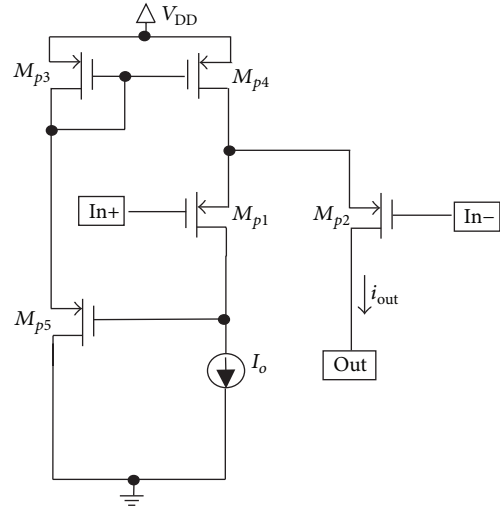 V_DD
M_p3
M_p4
In+
M_p1
M_p2
In−
i_out
M_p5
I_o
Out